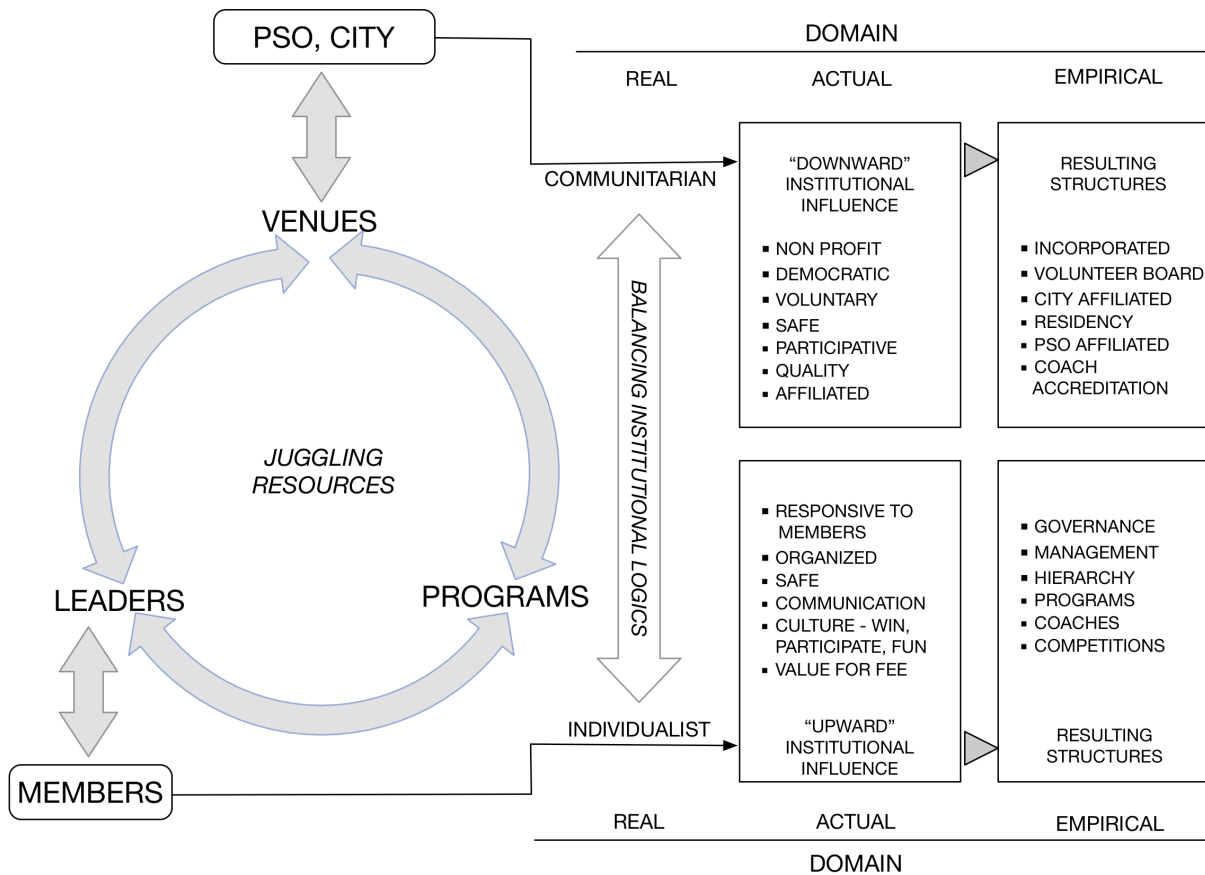 PSO, CITY
VENUES
JUGGLING
RESOURCES
LEADERS
PROGRAMS
MEMBERS
DOMAIN
REAL
ACTUAL
EMPIRICAL
COMMUNITARIAN
BALANCING INSTITUTIONAL LOGICS
INDIVIDUALIST
“DOWNWARD”
INSTITUTIONAL
INFLUENCE
▪ NON PROFIT
▪ DEMOCRATIC
▪ VOLUNTARY
▪ SAFE
▪ PARTICIPATIVE
▪ QUALITY
▪ AFFILIATED
RESULTING
STRUCTURES
▪ INCORPORATED
▪ VOLUNTEER BOARD
▪ CITY AFFILIATED
▪ RESIDENCY
▪ PSO AFFILIATED
▪ COACH
ACCREDITATION
▪ RESPONSIVE TO
MEMBERS
▪ ORGANIZED
▪ SAFE
▪ COMMUNICATION
▪ CULTURE - WIN,
PARTICIPATE, FUN
▪ VALUE FOR FEE
“UPWARD”
INSTITUTIONAL
INFLUENCE
▪ GOVERNANCE
▪ MANAGEMENT
▪ HIERARCHY
▪ PROGRAMS
▪ COACHES
▪ COMPETITIONS
RESULTING
STRUCTURES
REAL
ACTUAL
EMPIRICAL
DOMAIN